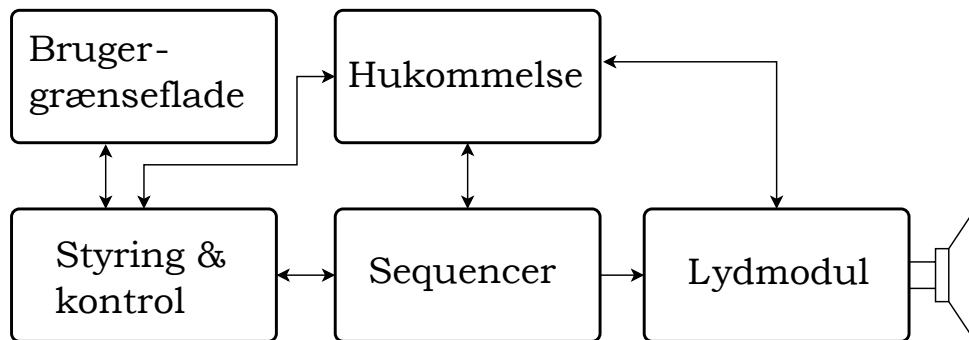 Bruger-
grænseflade
Hukommelse
Styring &
kontrol
Sequencer
Lydmodul